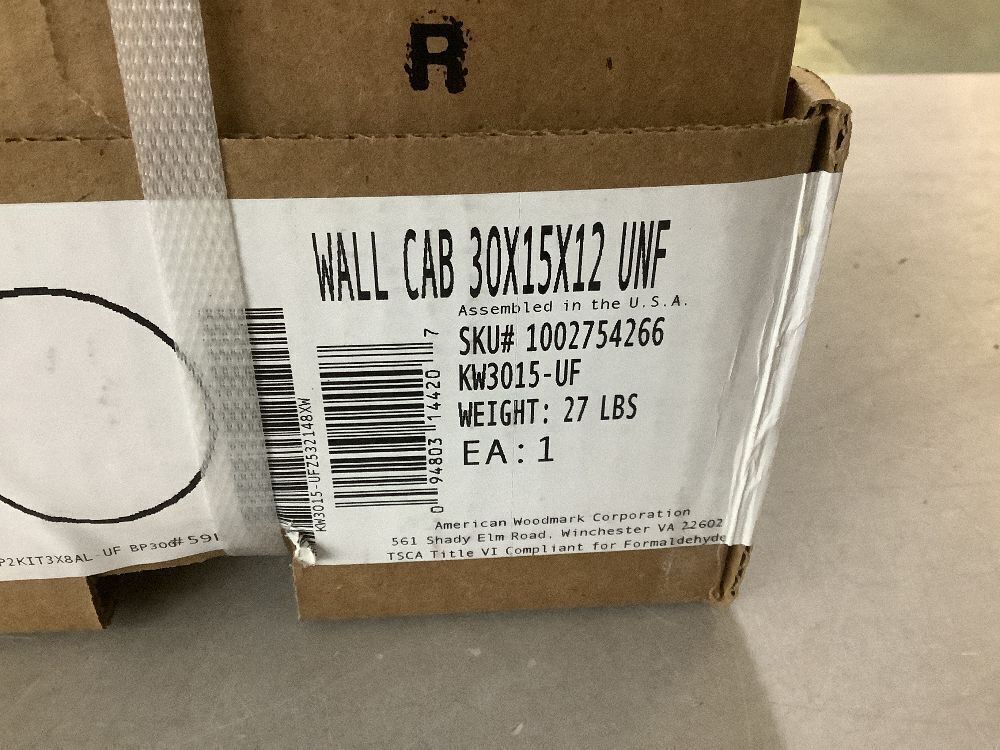 R
WALL CAB 30X15X12 UNF
Assembled in the U.S.A.
SKU# 1002754266
KW3015-UF
WEIGHT: 27 LBS
EA: 1
KW3015-UFZ532148XW
0 94803 14420 7
American Woodmark Corporation
561 Shady Elm Road, Winchester VA 22602
TSCA Title VI Compliant for Formaldehyde
P2KIT3X8AL-UF BP300 #591